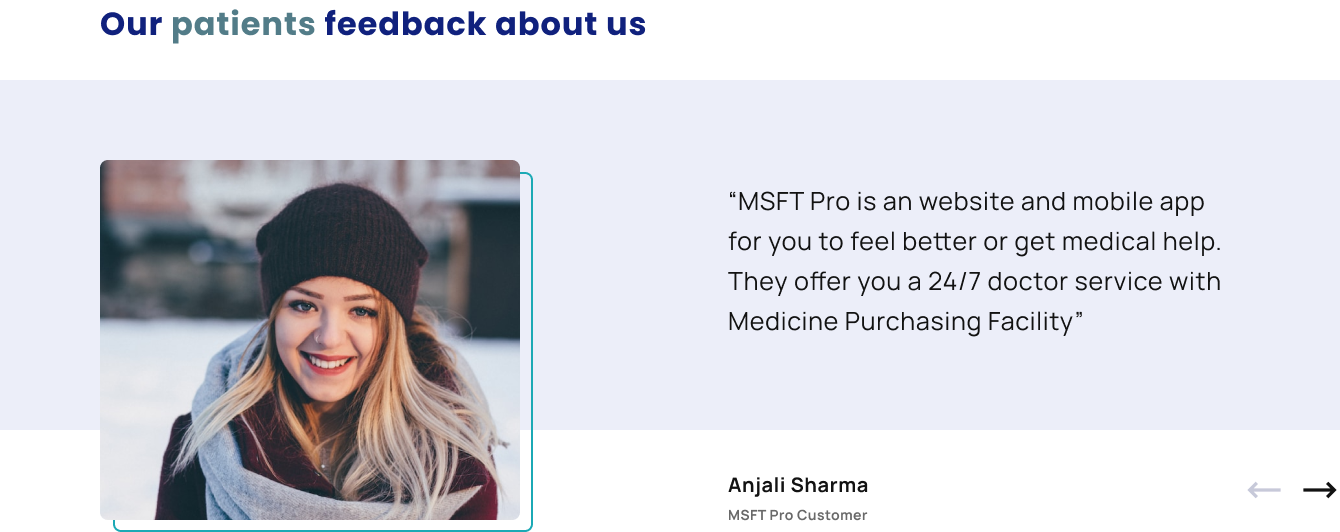 Our patients feedback about us
“MSFT Pro is an website and mobile app
for you to feel better or get medical help.
They offer you a 24/7 doctor service with
Medicine Purchasing Facility”
Anjali Sharma
MSFT Pro Customer